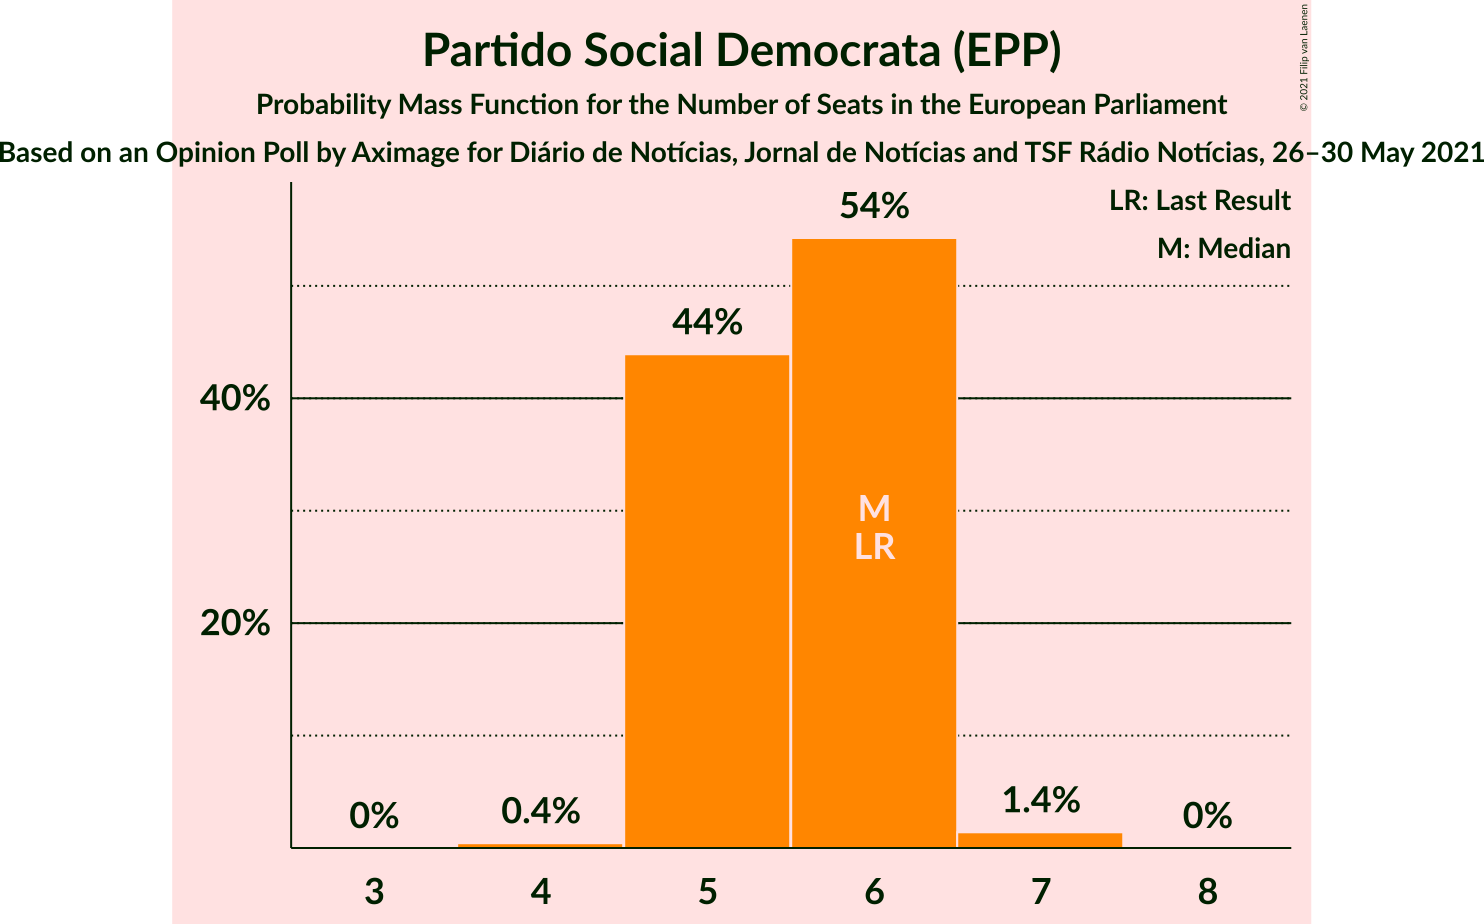 Partido Social Democrata (EPP)
Probability Mass Function for the Number of Seats in the European Parliament
Based on an Opinion Poll by Aximage for Diário de Notícias, Jornal de Notícias and TSF Rádio Notícias, 26–30 May 2021
© 2021 Filip van Laenen
LR: Last Result
M: Median
54%
44%
40%
M
LR
20%
0%
0.4%
1.4%
0%
3 4 5 6 7 8